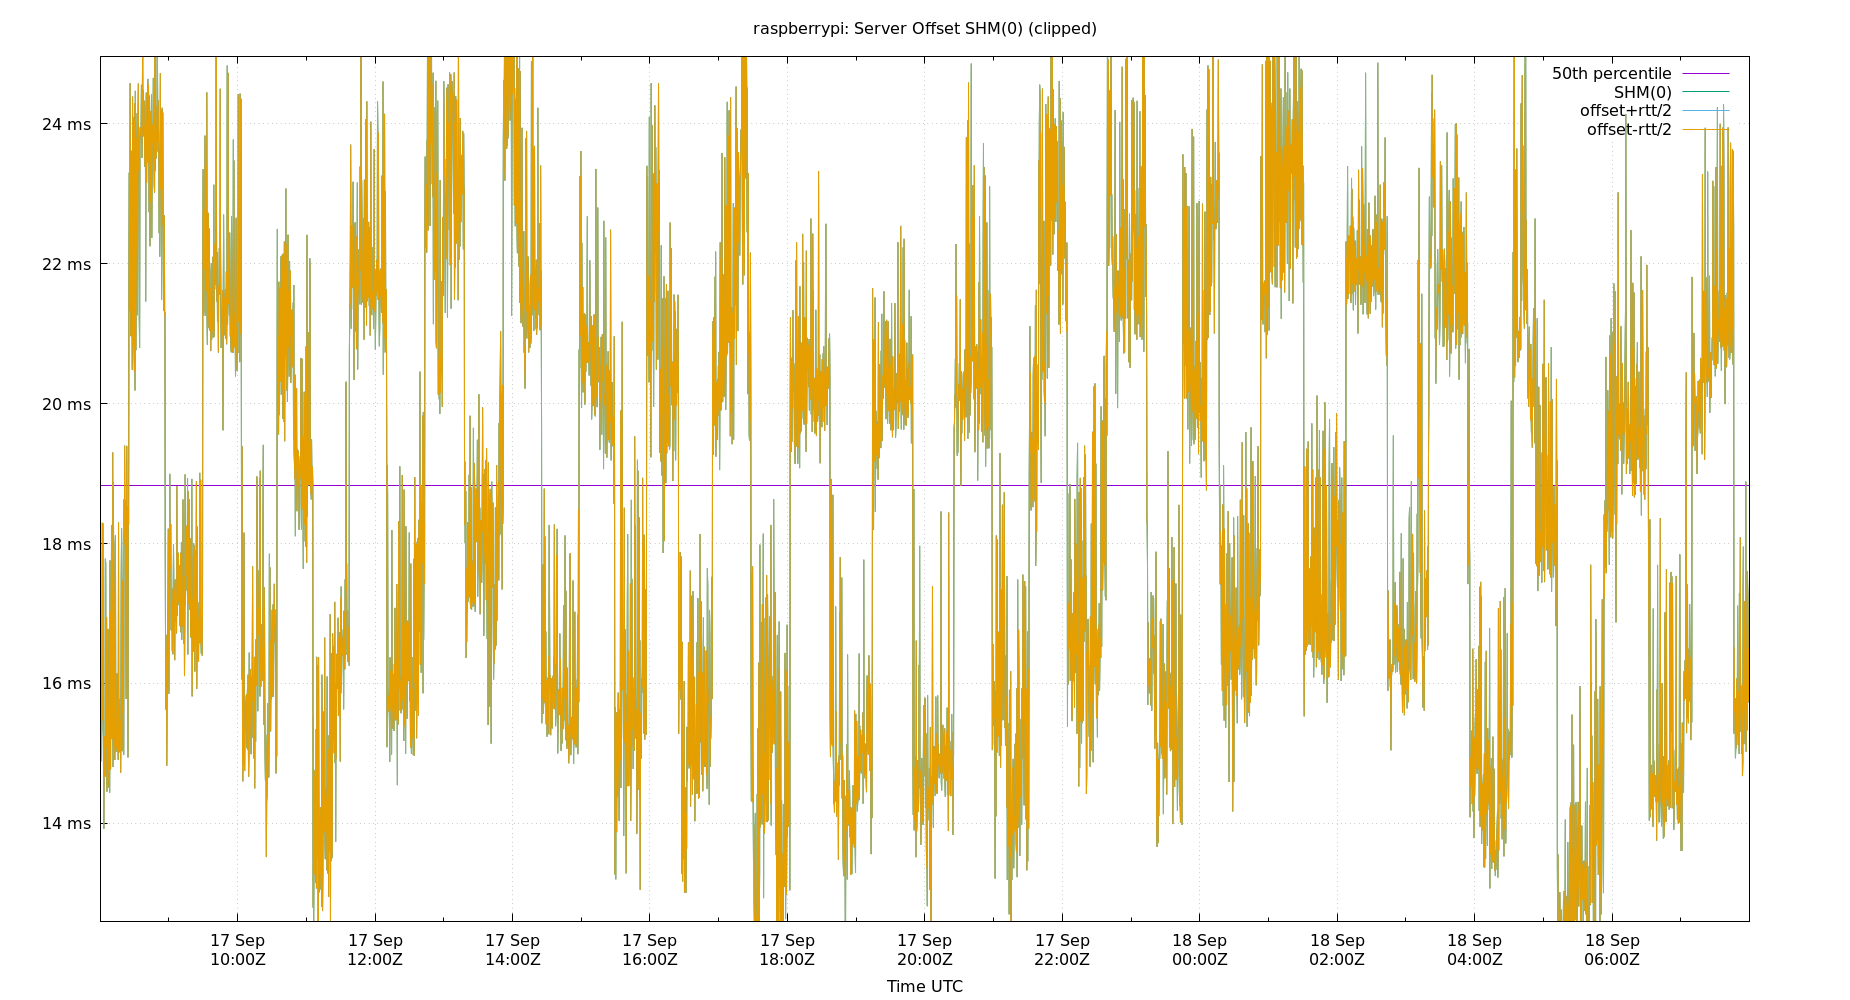 raspberrypi: Server Offset SHM(0) (clipped)
50th percentile
SHM(0)
offset+rtt/2
offset-rtt/2
24 ms
22 ms
20 ms
18 ms
16 ms
14 ms
17 Sep 17 Sep 17 Sep 17 Sep 17 Sep 17 Sep 17 Sep 18 Sep 18 Sep 18 Sep 18 Sep
10:00Z 12:00Z 14:00Z 16:00Z 18:00Z 20:00Z 22:00Z 00:00Z 02:00Z 04:00Z 06:00Z
Time UTC